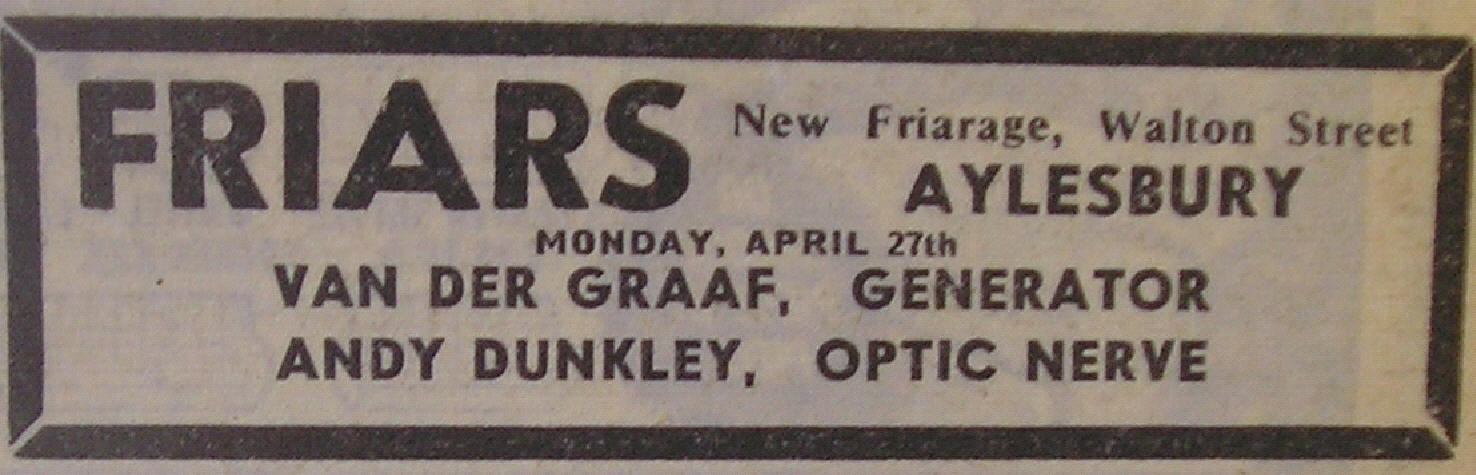 FRIARS New Friarage, Walton Street
AYLESBURY
MONDAY, APRIL 27th
VAN DER GRAAF, GENERATOR
ANDY DUNKLEY, OPTIC NERVE